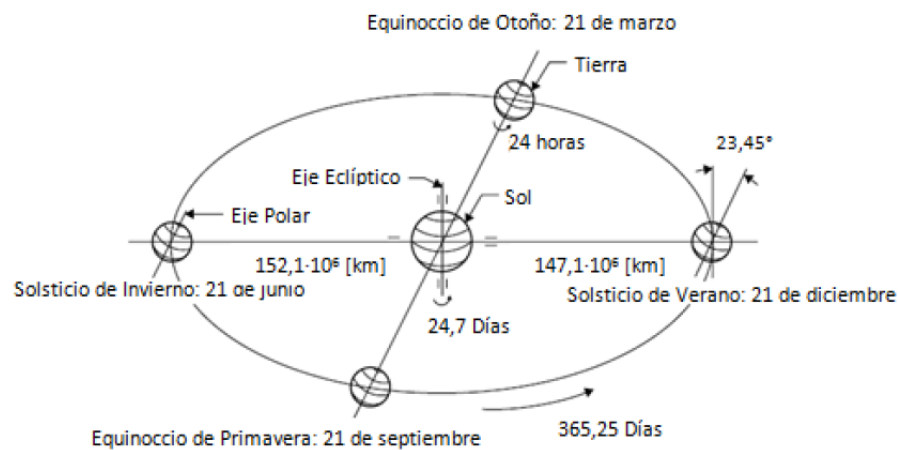 Equinoccio de Otoño: 21 de marzo
Tierra
24 horas
23,45°
Eje Eclíptico
Sol
Eje Polar
152,1·10⁶ [km]
147,1·10⁶ [km]
Solsticio de Invierno: 21 de junio
Solsticio de Verano: 21 de diciembre
24,7 Días
365,25 Días
Equinoccio de Primavera: 21 de septiembre